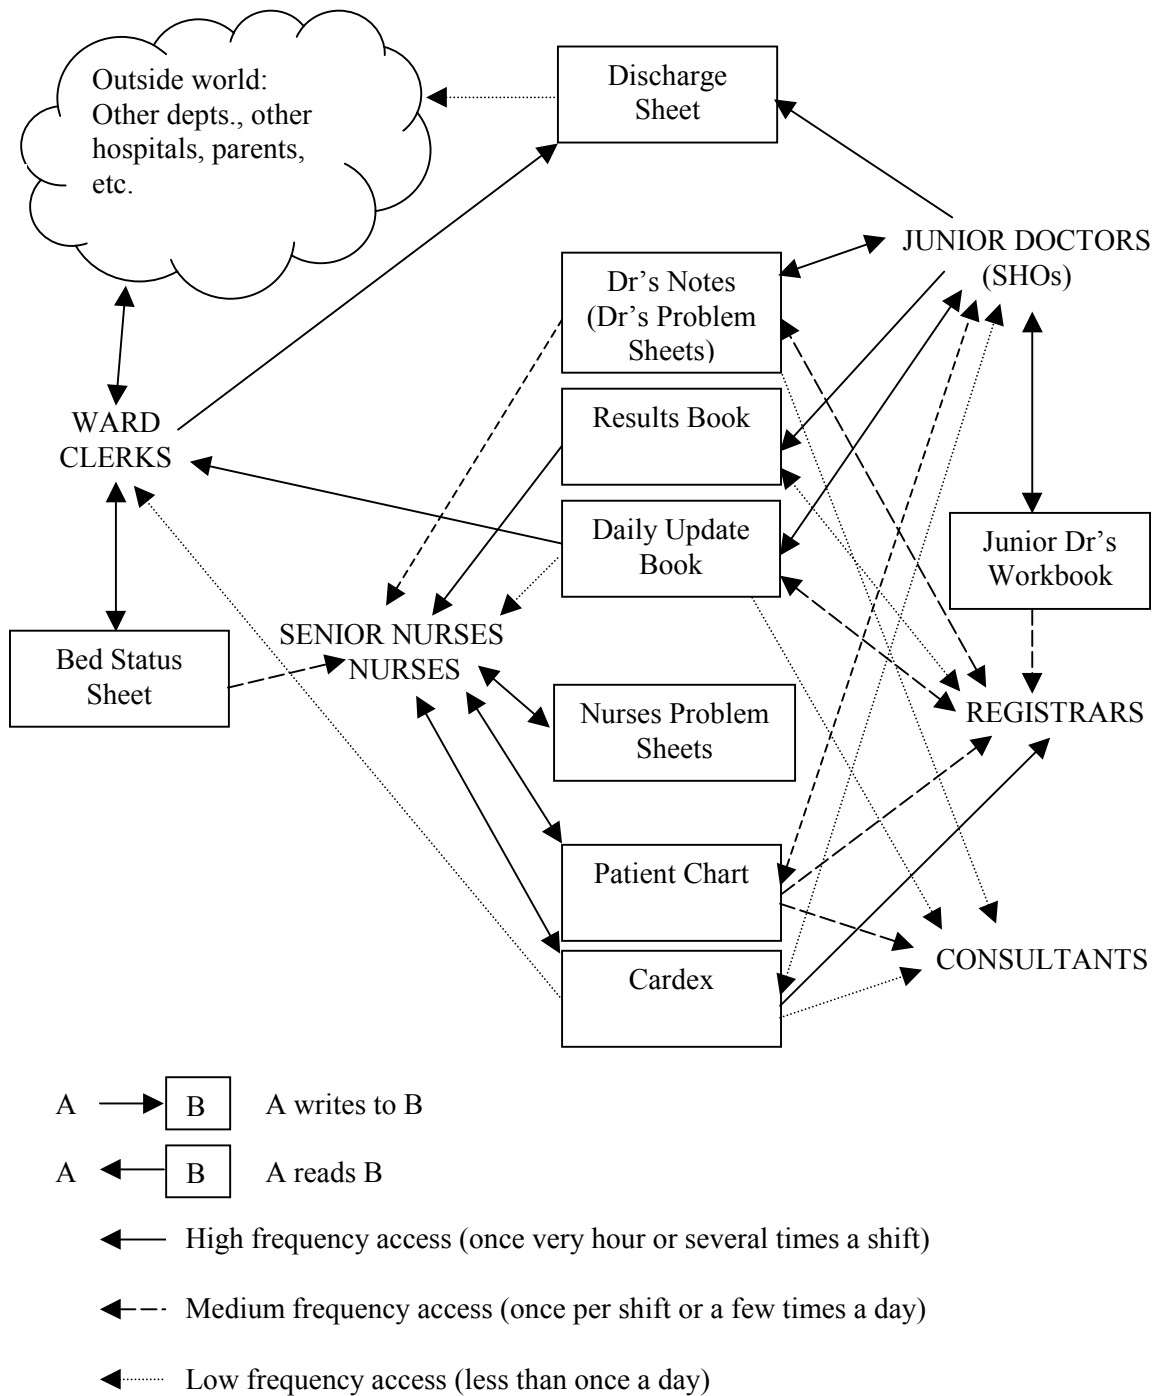 Outside world:
Other depts., other
hospitals, parents,
etc.
Discharge
Sheet
JUNIOR DOCTORS
(SHOs)
Dr’s Notes
(Dr’s Problem
Sheets)
WARD
CLERKS
Results Book
Daily Update
Book
Junior Dr’s
Workbook
SENIOR NURSES
NURSES
Bed Status
Sheet
Nurses Problem
Sheets
REGISTRARS
Patient Chart
CONSULTANTS
Cardex
A B A writes to B
A B A reads B
High frequency access (once very hour or several times a shift)
Medium frequency access (once per shift or a few times a day)
Low frequency access (less than once a day)